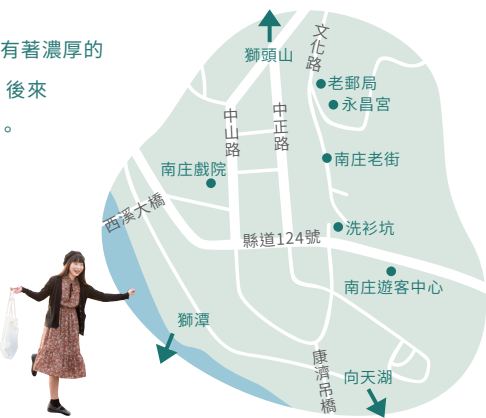 有著濃厚的
後來
。
獅頭山
文化路
老郵局
永昌宮
中山路
中正路
南庄老街
南庄戲院
西溪大橋
洗衫坑
縣道124號
南庄遊客中心
獅潭
康濟吊橋
向天湖